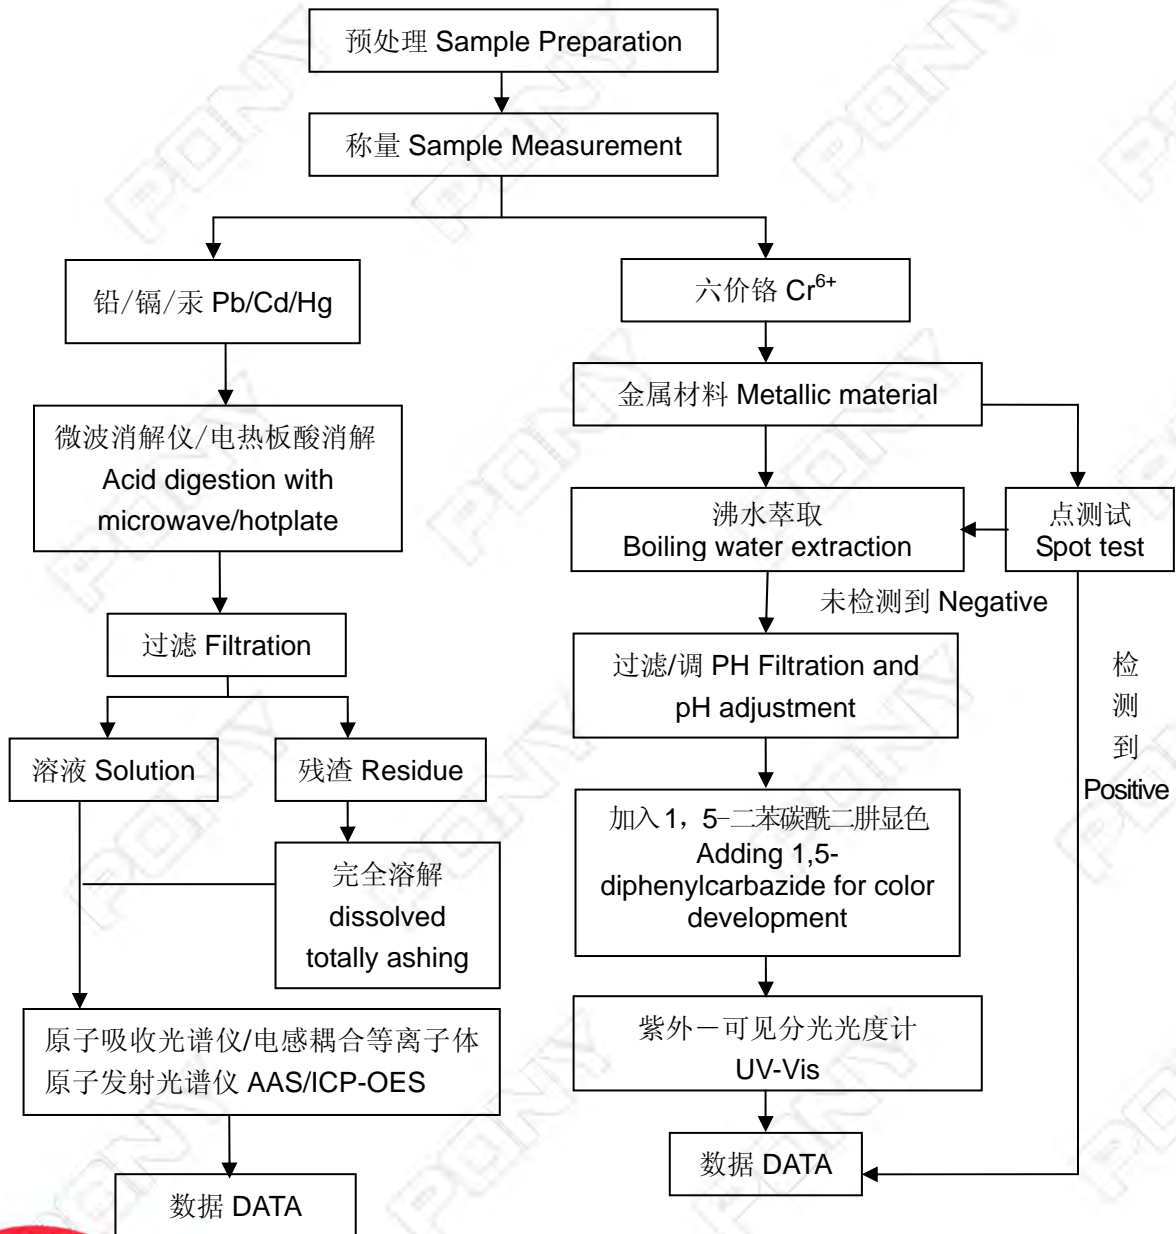 预处理 Sample Preparation
称量 Sample Measurement
铅/镉/汞 Pb/Cd/Hg
微波消解仪/电热板酸消解
Acid digestion with
microwave/hotplate
过滤 Filtration
溶液 Solution
残渣 Residue
完全溶解
dissolved
totally ashing
原子吸收光谱仪/电感耦合等离子体
原子发射光谱仪 AAS/ICP-OES
数据 DATA
六价铬 Cr6+
金属材料 Metallic material
沸水萃取
Boiling water extraction
点测试
Spot test
未检测到 Negative
检
测
到
Positive
过滤/调 PH Filtration and
pH adjustment
加入1，5-二苯碳酰二肼显色
Adding 1,5-
diphenylcarbazide for color
development
紫外－可见分光光度计
UV-Vis
数据 DATA
PONY